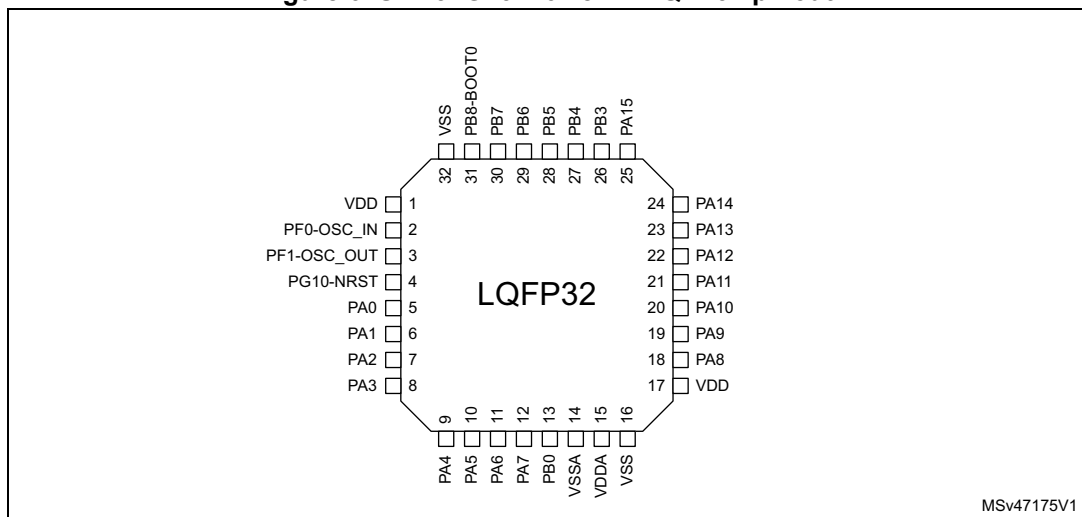 VSS
PB8-BOOT0
PB7
PB6
PB5
PB4
PB3
PA15
32
31
30
29
28
27
26
25
VDD 1
PF0-OSC_IN 2
PF1-OSC_OUT 3
PG10-NRST 4
PA0 5
PA1 6
PA2 7
PA3 8
LQFP32
24 PA14
23 PA13
22 PA12
21 PA11
20 PA10
19 PA9
18 PA8
17 VDD
9
10
11
12
13
14
15
16
PA4
PA5
PA6
PA7
PB0
VSSA
VDDA
VSS
MSv47175V1